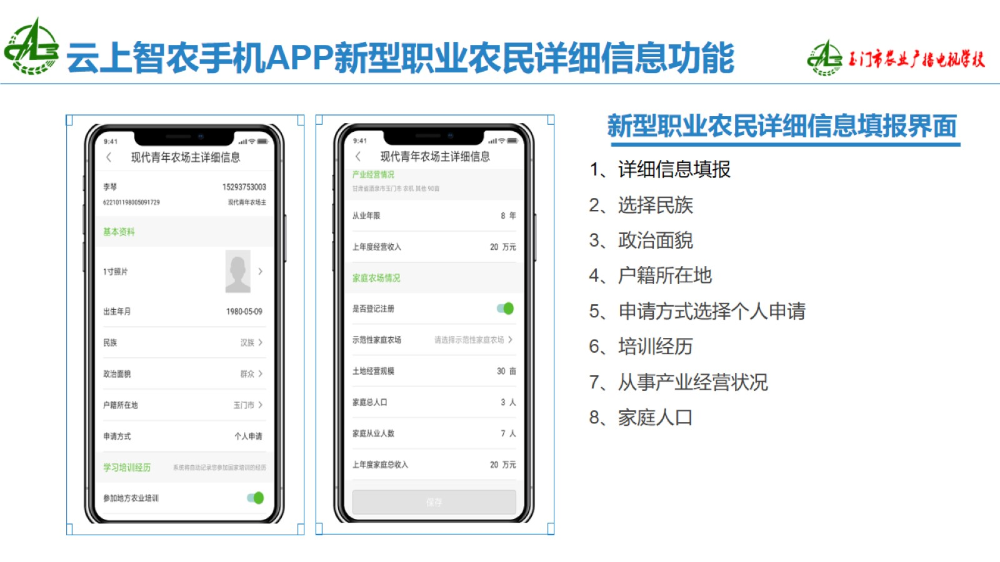 云上智农手机APP新型职业农民详细信息功能
玉门市农业广播电视学校
9:41
现代青年农场主详细信息
李琴 15293753003
622101198005091729 现代青年农场主
基本资料
1寸照片
出生年月 1980-05-09
民族 汉族
政治面貌 群众
户籍所在地 玉门市
申请方式 个人申请
学习培训经历 系统将自动记录您参加国家培训的经历
参加地方农业培训
9:41
现代青年农场主详细信息
产业经营情况
甘肃省酒泉市玉门市 农机 其他 90亩
从业年限 8 年
上年度经营收入 20 万元
家庭农场情况
是否登记注册
示范性家庭农场 请选择示范性家庭农场
土地经营规模 30 亩
家庭总人口 3 人
家庭从业人数 7 人
上年度家庭总收入 20 万元
保存
新型职业农民详细信息填报界面
1、详细信息填报
2、选择民族
3、政治面貌
4、户籍所在地
5、申请方式选择个人申请
6、培训经历
7、从事产业经营状况
8、家庭人口